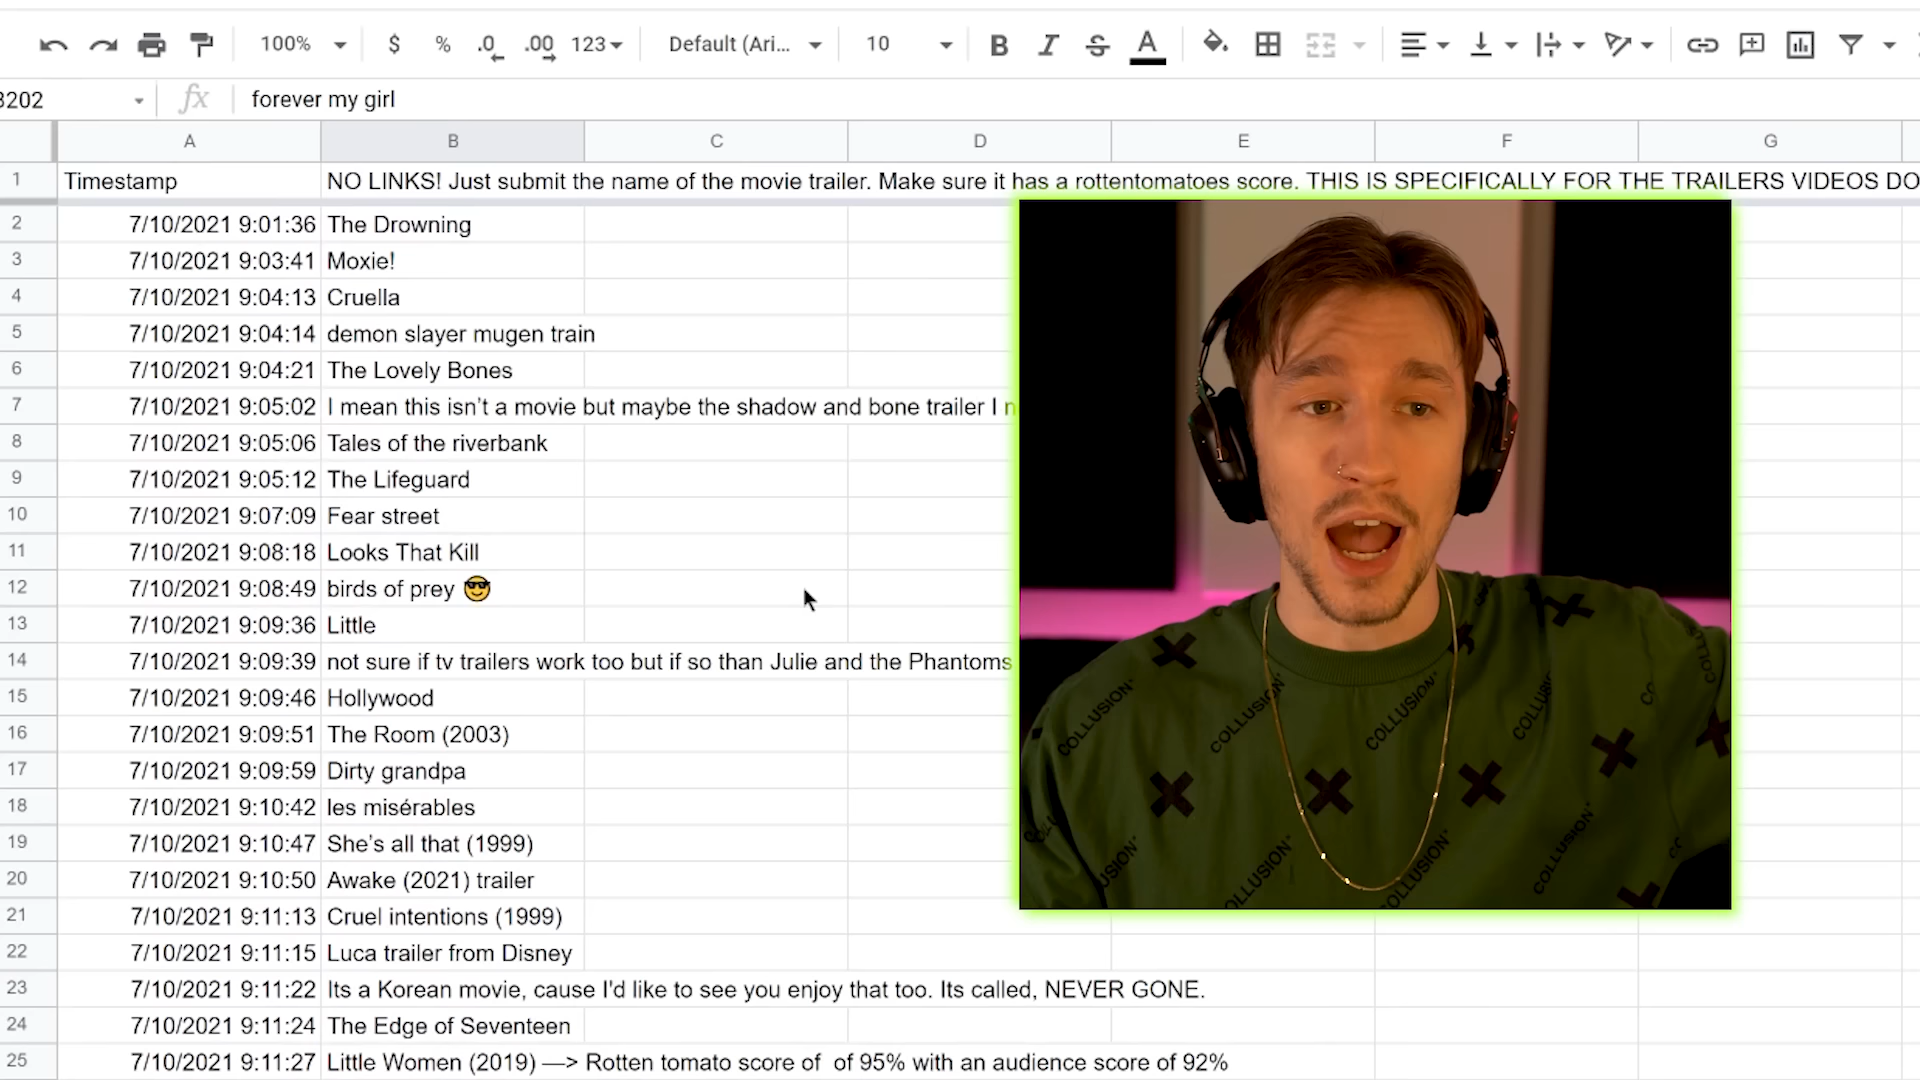 100% $ % .0 .00 123 Default (Ari... 10 B I S A
3202 fx forever my girl
A B C D E F G
1 Timestamp NO LINKS! Just submit the name of the movie trailer. Make sure it has a rottentomatoes score. THIS IS SPECIFICALLY FOR THE TRAILERS VIDEOS DO
2 7/10/2021 9:01:36 The Drowning
3 7/10/2021 9:03:41 Moxie!
4 7/10/2021 9:04:13 Cruella
5 7/10/2021 9:04:14 demon slayer mugen train
6 7/10/2021 9:04:21 The Lovely Bones
7 7/10/2021 9:05:02 I mean this isn't a movie but maybe the shadow and bone trailer I n
8 7/10/2021 9:05:06 Tales of the riverbank
9 7/10/2021 9:05:12 The Lifeguard
10 7/10/2021 9:07:09 Fear street
11 7/10/2021 9:08:18 Looks That Kill
12 7/10/2021 9:08:49 birds of prey 😎
13 7/10/2021 9:09:36 Little
14 7/10/2021 9:09:39 not sure if tv trailers work too but if so than Julie and the Phantoms
15 7/10/2021 9:09:46 Hollywood
16 7/10/2021 9:09:51 The Room (2003)
17 7/10/2021 9:09:59 Dirty grandpa
18 7/10/2021 9:10:42 les misérables
19 7/10/2021 9:10:47 She's all that (1999)
20 7/10/2021 9:10:50 Awake (2021) trailer
21 7/10/2021 9:11:13 Cruel intentions (1999)
22 7/10/2021 9:11:15 Luca trailer from Disney
23 7/10/2021 9:11:22 Its a Korean movie, cause I'd like to see you enjoy that too. Its called, NEVER GONE.
24 7/10/2021 9:11:24 The Edge of Seventeen
25 7/10/2021 9:11:27 Little Women (2019) —> Rotten tomato score of  of 95% with an audience score of 92%
COLLUSION
COLLUSION
COLLUSION
COLLUSION
COLLUSION
COLLUSION
COLLUSION